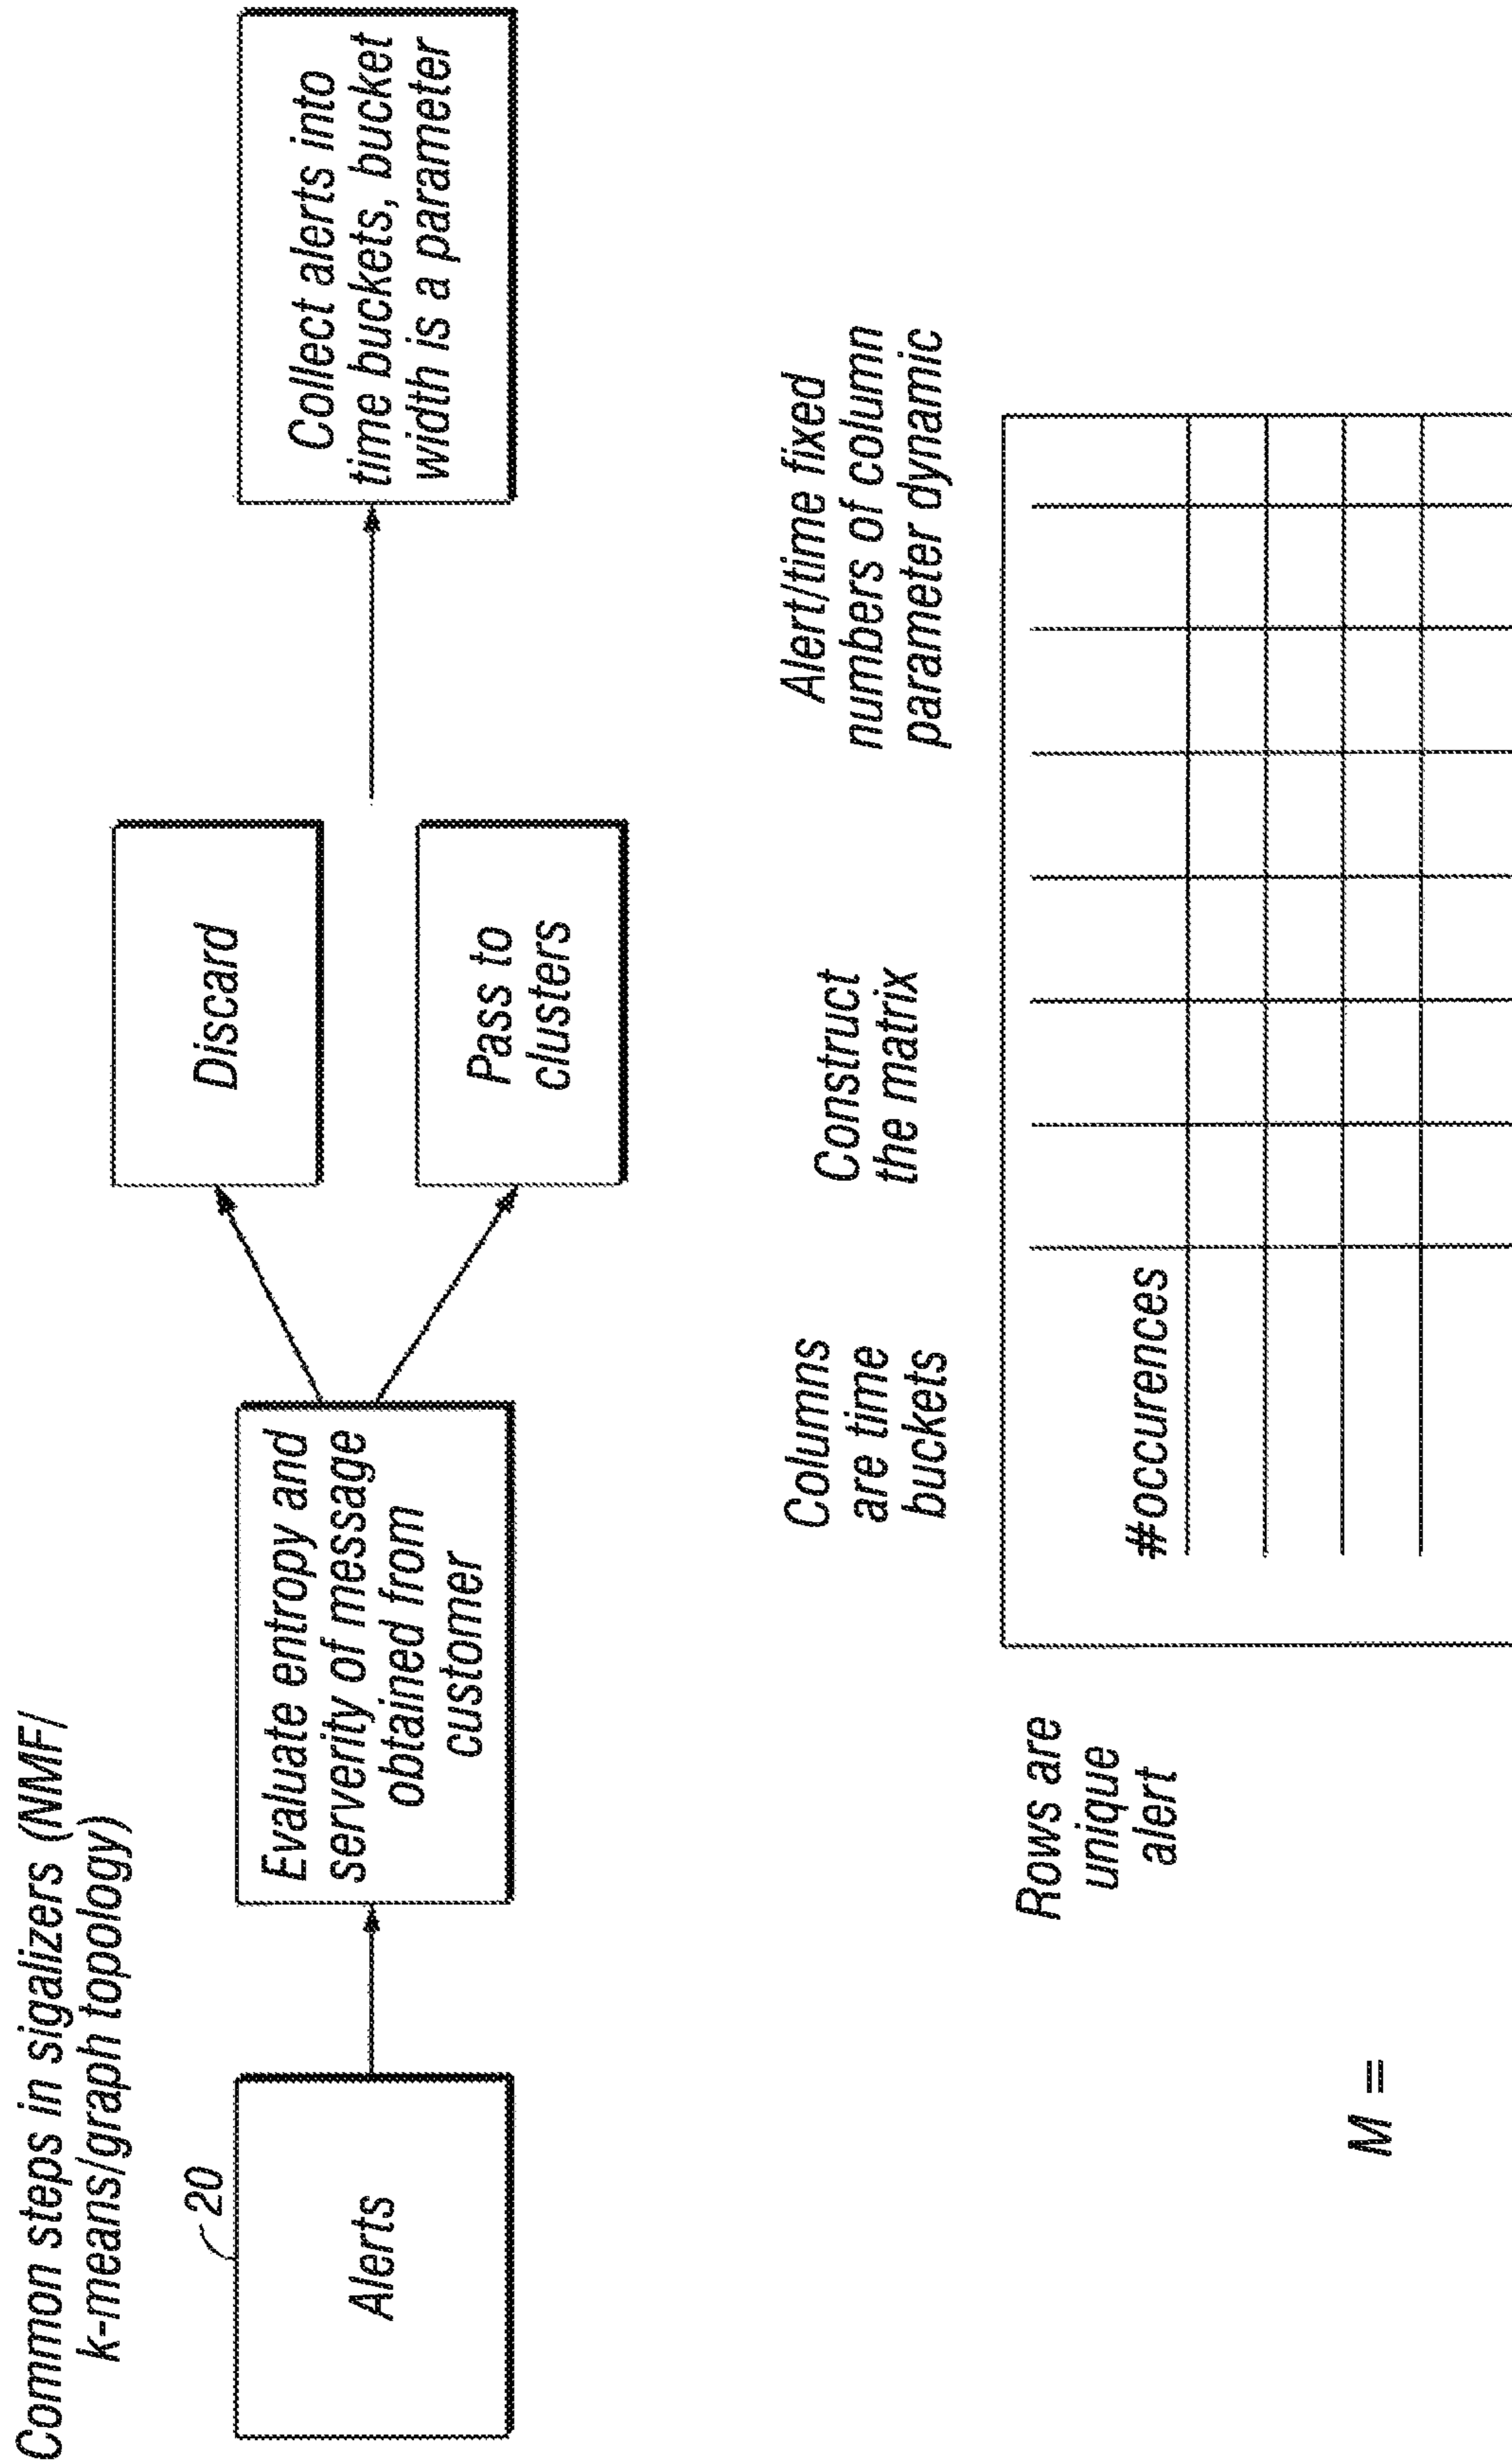 Common steps in sigalizers (NMF/
k-means/graph topology)
20
Alerts
Evaluate entropy and
serverity of message
obtained from
customer
Discard
Pass to
clusters
Collect alerts into
time buckets, bucket
width is a parameter
Columns
are time
buckets
Construct
the matrix
Alert/time fixed
numbers of column
parameter dynamic
Rows are
unique
alert
#occurences
M =